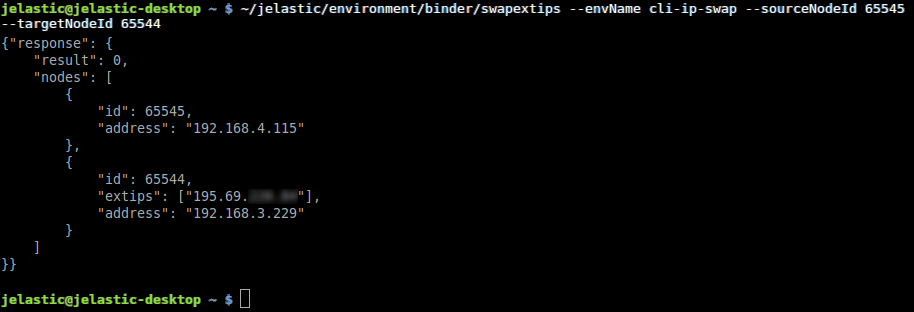 jelastic@jelastic-desktop ~ $ ~/jelastic/environment/binder/swapextips --envName cli-ip-swap --sourceNodeId 65545
--targetNodeId 65544
{"response": {
    "result": 0,
    "nodes": [
        {
            "id": 65545,
            "address": "192.168.4.115"
        },
        {
            "id": 65544,
            "extips": ["195.69."],
            "address": "192.168.3.229"
        }
    ]
}}
jelastic@jelastic-desktop ~ $